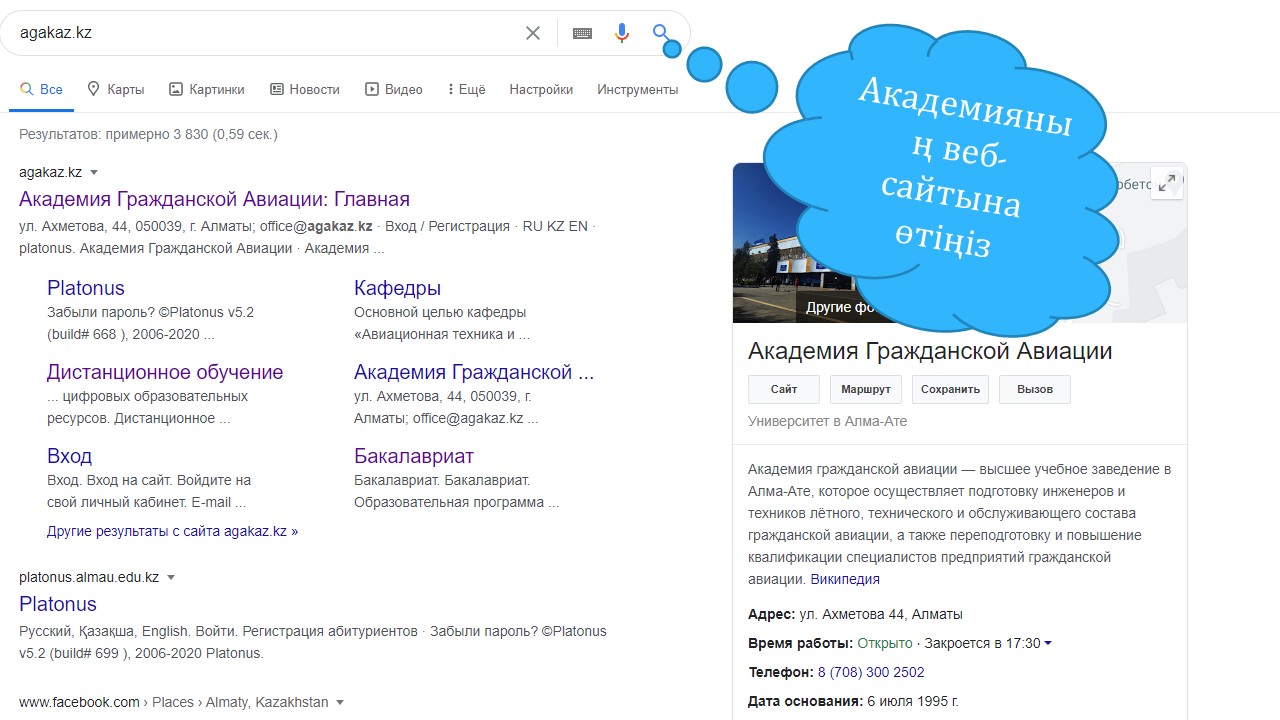 agakaz.kz
Все Карты Картинки Новости Видео Ещё Настройки Инструменты
Результатов: примерно 3 830 (0,59 сек.)
agakaz.kz
Академия Гражданской Авиации: Главная
ул. Ахметова, 44, 050039, г. Алматы; office@agakaz.kz · Вход / Регистрация · RU KZ EN ·
platonus. Академия Гражданской Авиации · Академия ...
Platonus
Забыли пароль? ©Platonus v5.2
(build# 668 ), 2006-2020 ...
Кафедры
Основной целью кафедры
«Авиационная техника и ...
Дистанционное обучение
... цифровых образовательных
ресурсов. Дистанционное ...
Академия Гражданской ...
ул. Ахметова, 44, 050039, г.
Алматы; office@agakaz.kz ...
Вход
Вход. Вход на сайт. Войдите на
свой личный кабинет. E-mail ...
Бакалавриат
Бакалавриат. Бакалавриат.
Образовательная программа ...
Другие результаты с сайта agakaz.kz »
platonus.almau.edu.kz
Platonus
Русский, Қазақша, English. Войти. Регистрация абитуриентов · Забыли пароль? ©Platonus
v5.2 (build# 699 ), 2006-2020 Platonus.
www.facebook.com › Places › Almaty, Kazakhstan
Академияны
ң веб-
сайтына
өтіңіз
Другие
Академия Гражданской Авиации
Сайт Маршрут Сохранить Вызов
Университет в Алма-Ате
Академия гражданской авиации — высшее учебное заведение в
Алма-Ате, которое осуществляет подготовку инженеров и
техников лётного, технического и обслуживающего состава
гражданской авиации, а также переподготовку и повышение
квалификации специалистов предприятий гражданской
авиации. Википедия
Адрес: ул. Ахметова 44, Алматы
Время работы: Открыто · Закроется в 17:30
Телефон: 8 (708) 300 2502
Дата основания: 6 июля 1995 г.